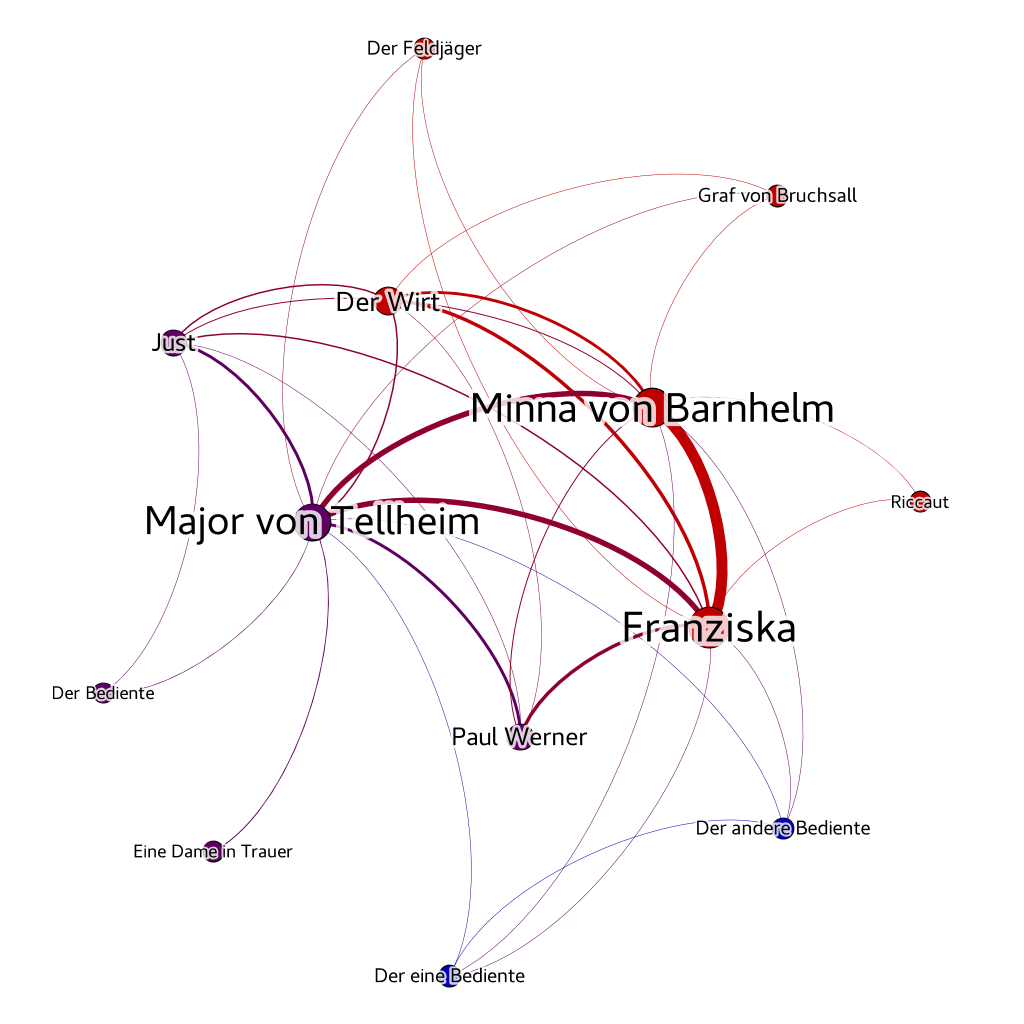 Der Feldjäger
Graf von Bruchsall
Der Wirt
Just
Minna von Barnhelm
Riccaut
Major von Tellheim
Franziska
Der Bediente
Paul Werner
Der andere Bediente
Eine Dame in Trauer
Der eine Bediente